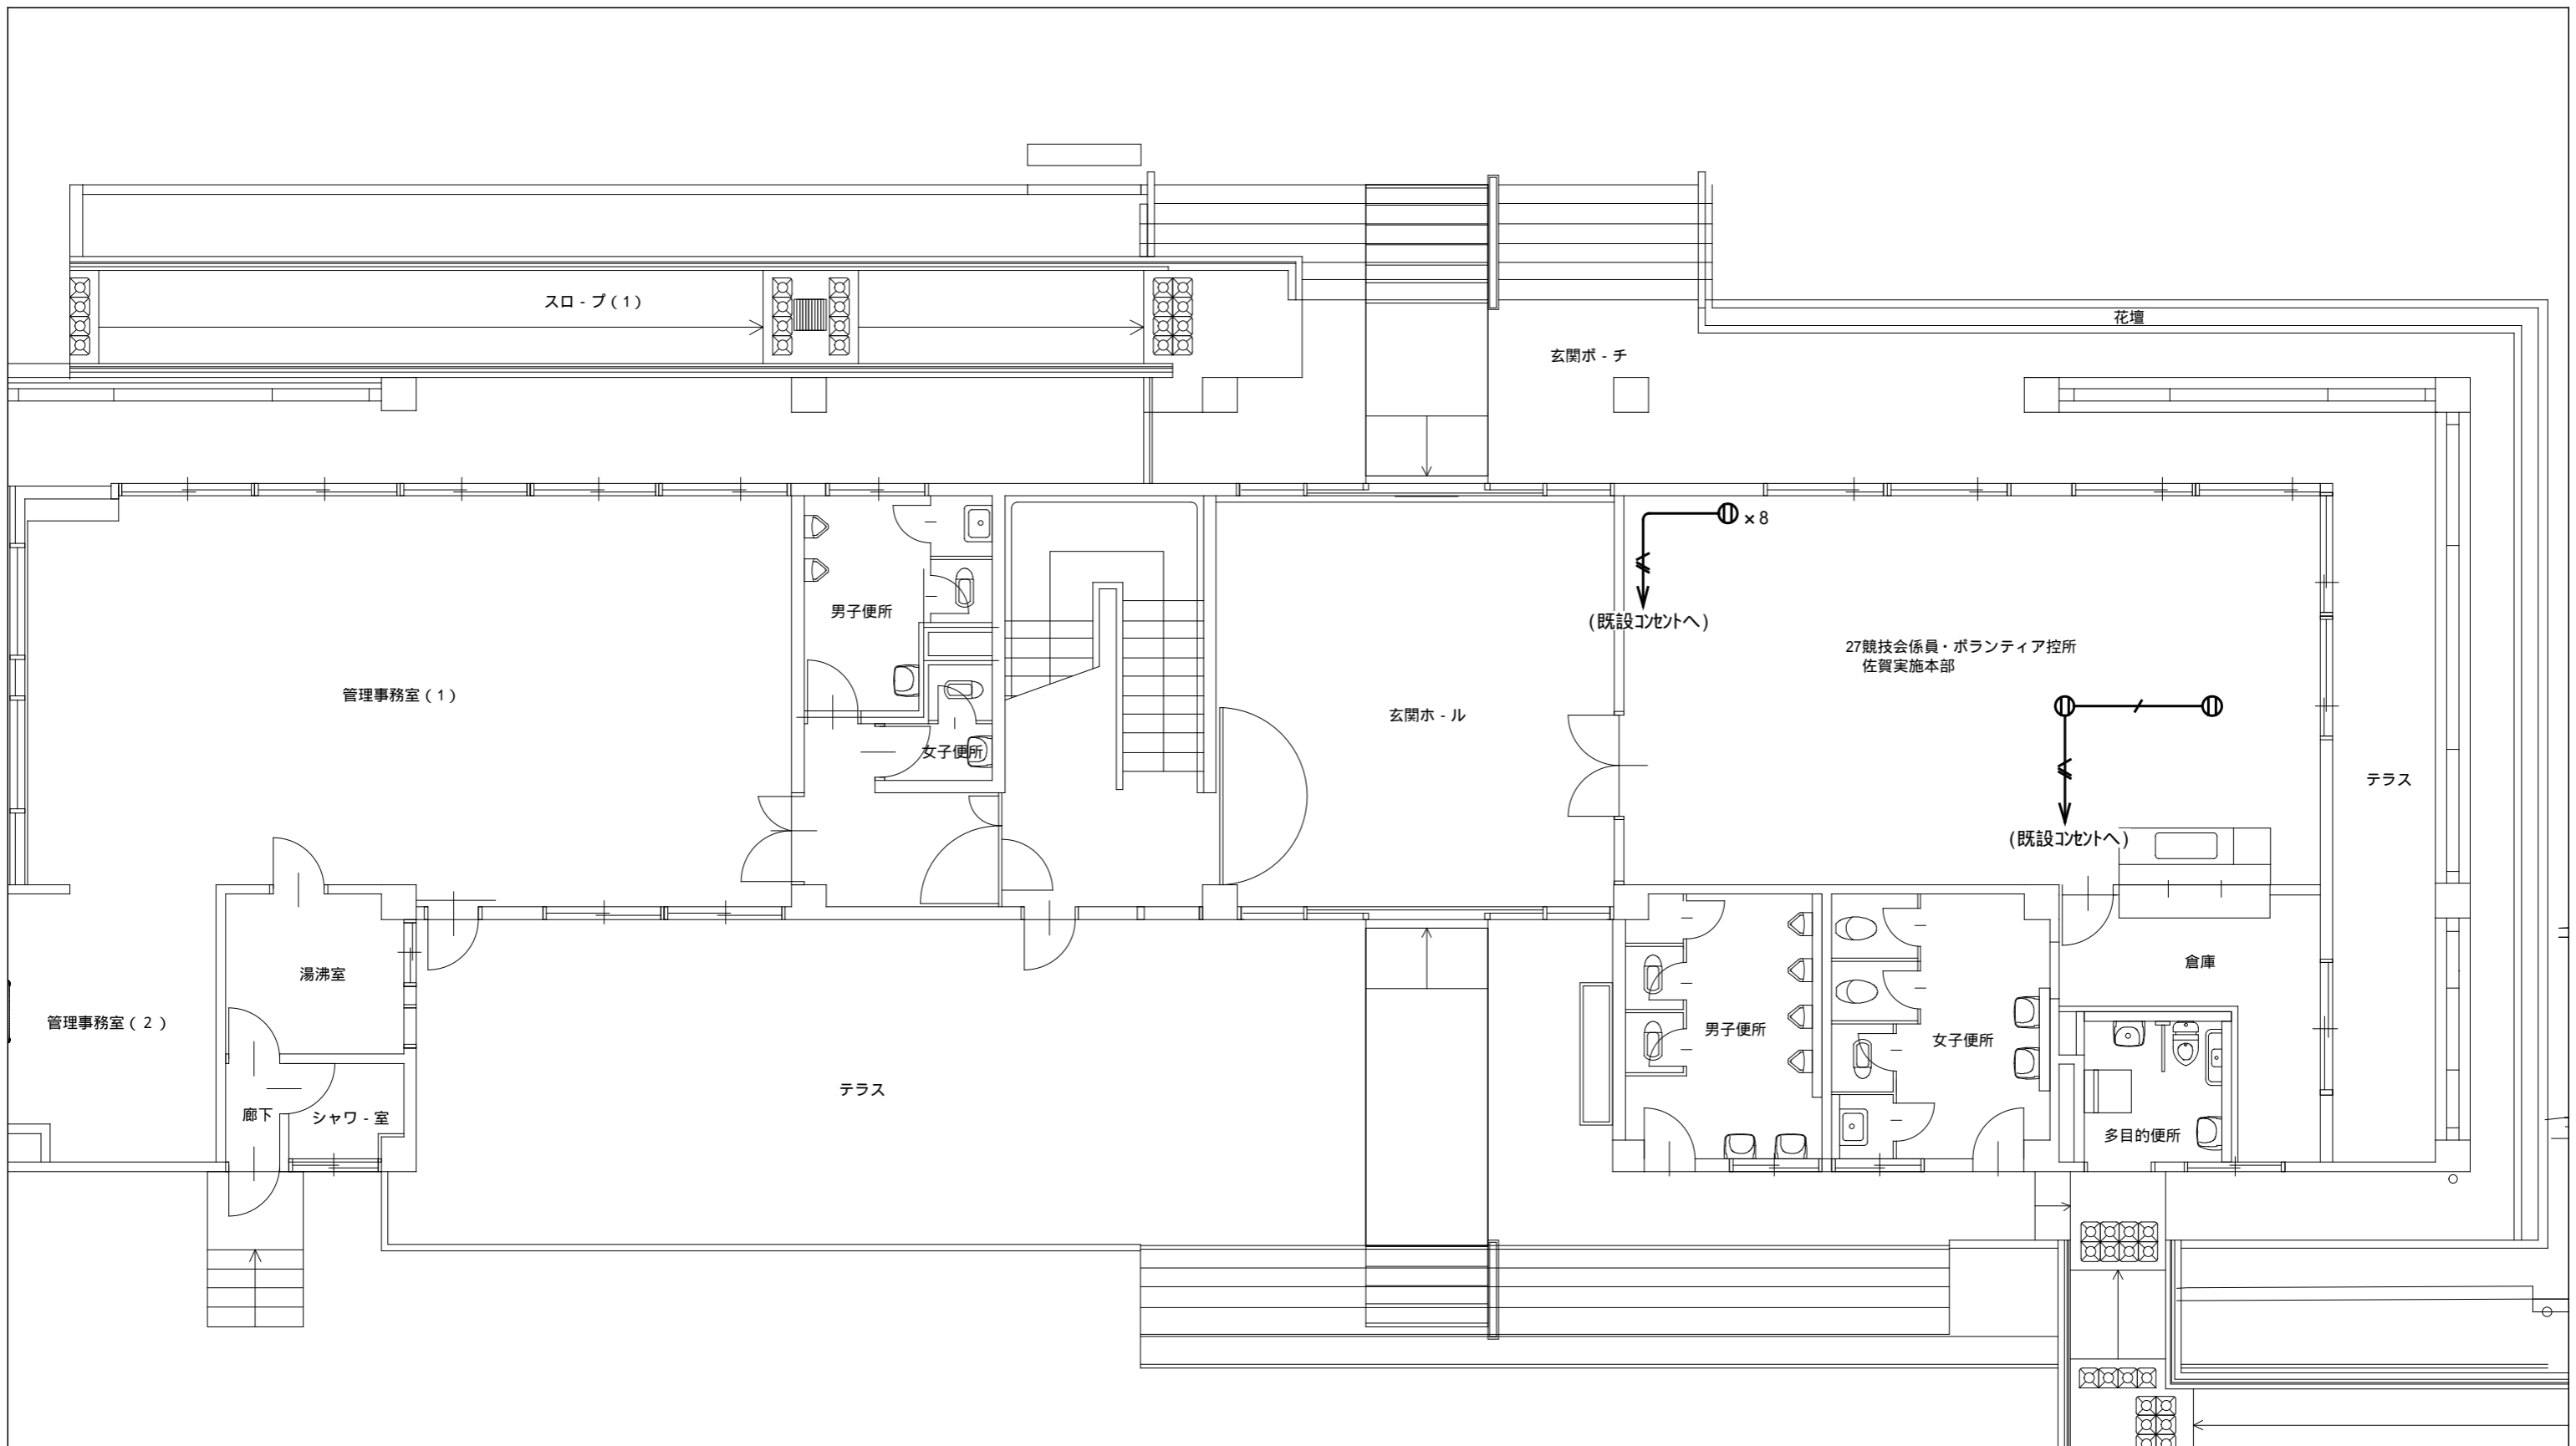 スロ - プ（1）
花壇
玄関ポ - チ
×8
男子便所
(既設ｺﾝｾﾝﾄへ)
27競技会係員・ボランティア控所
佐賀実施本部
管理事務室（1）
玄関ホ - ル
女子便所
テラス
(既設ｺﾝｾﾝﾄへ)
湯沸室
倉庫
管理事務室（2）
男子便所
女子便所
テラス
廊下
シャワ - 室
多目的便所